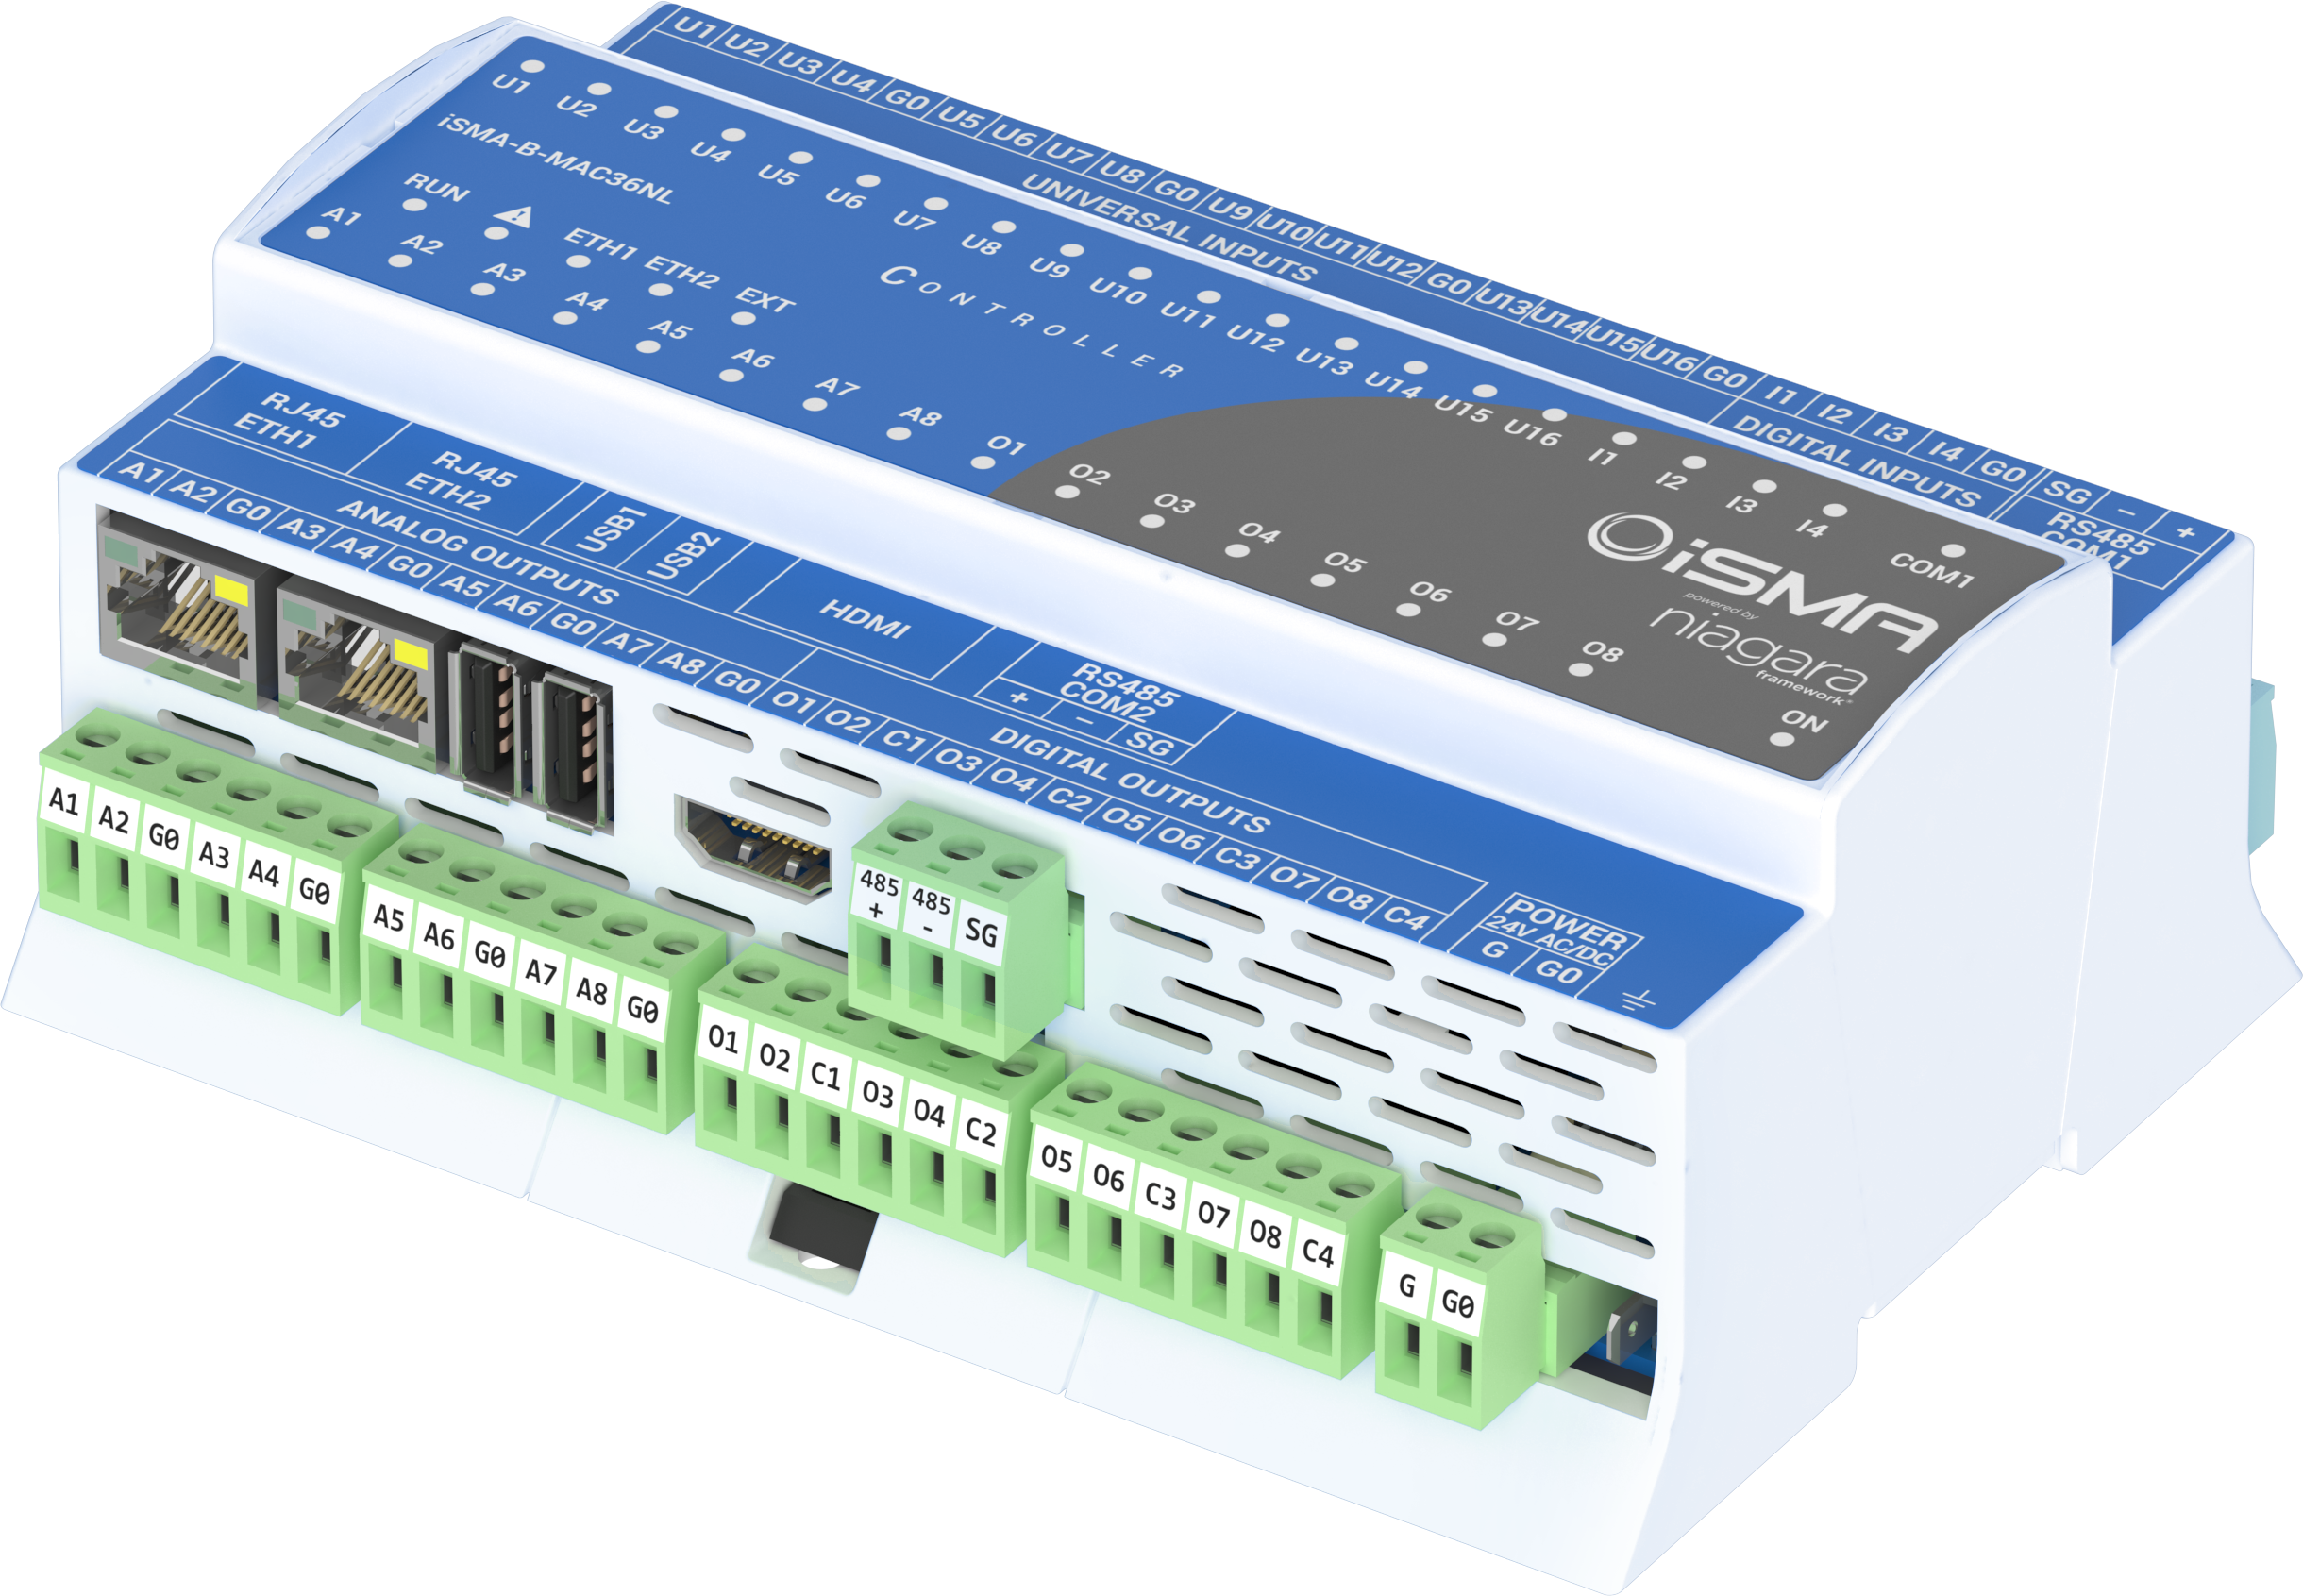 U1 U2 U3 U4 G0 U5 U6 U7 U8 G0 U9 U10 U11 U12 G0 U13 U14 U15 U16 G0 I1 I2 I3 I4 G0 SG - +
UNIVERSAL INPUTS DIGITAL INPUTS RS485
COM1
U1 U2 U3 U4 U5 U6 U7 U8 U9 U10 U11 U12 U13 U14 U15 U16 I1 I2 I3 I4 COM1
iSMA-B-MAC36NL
CONTROLLER
RUN ETH1 ETH2 EXT
A1 A2 A3 A4 A5 A6 A7 A8 O1 O2 O3 O4 O5 O6 O7 O8 ON
iSMA
powered by
niagara
framework®
RJ45
ETH1
RJ45
ETH2
USB1
USB2
HDMI
RS485
COM2
+ - SG
ANALOG OUTPUTS
DIGITAL OUTPUTS
A1 A2 G0 A3 A4 G0 A5 A6 G0 A7 A8 G0 O1 O2 C1 O3 O4 C2 O5 O6 C3 O7 O8 C4
POWER
24V AC/DC
G G0
485
+
485
-
SG
A1 A2 G0 A3 A4 G0
A5 A6 G0 A7 A8 G0
O1 O2 C1 O3 O4 C2
O5 O6 C3 O7 O8 C4
G G0